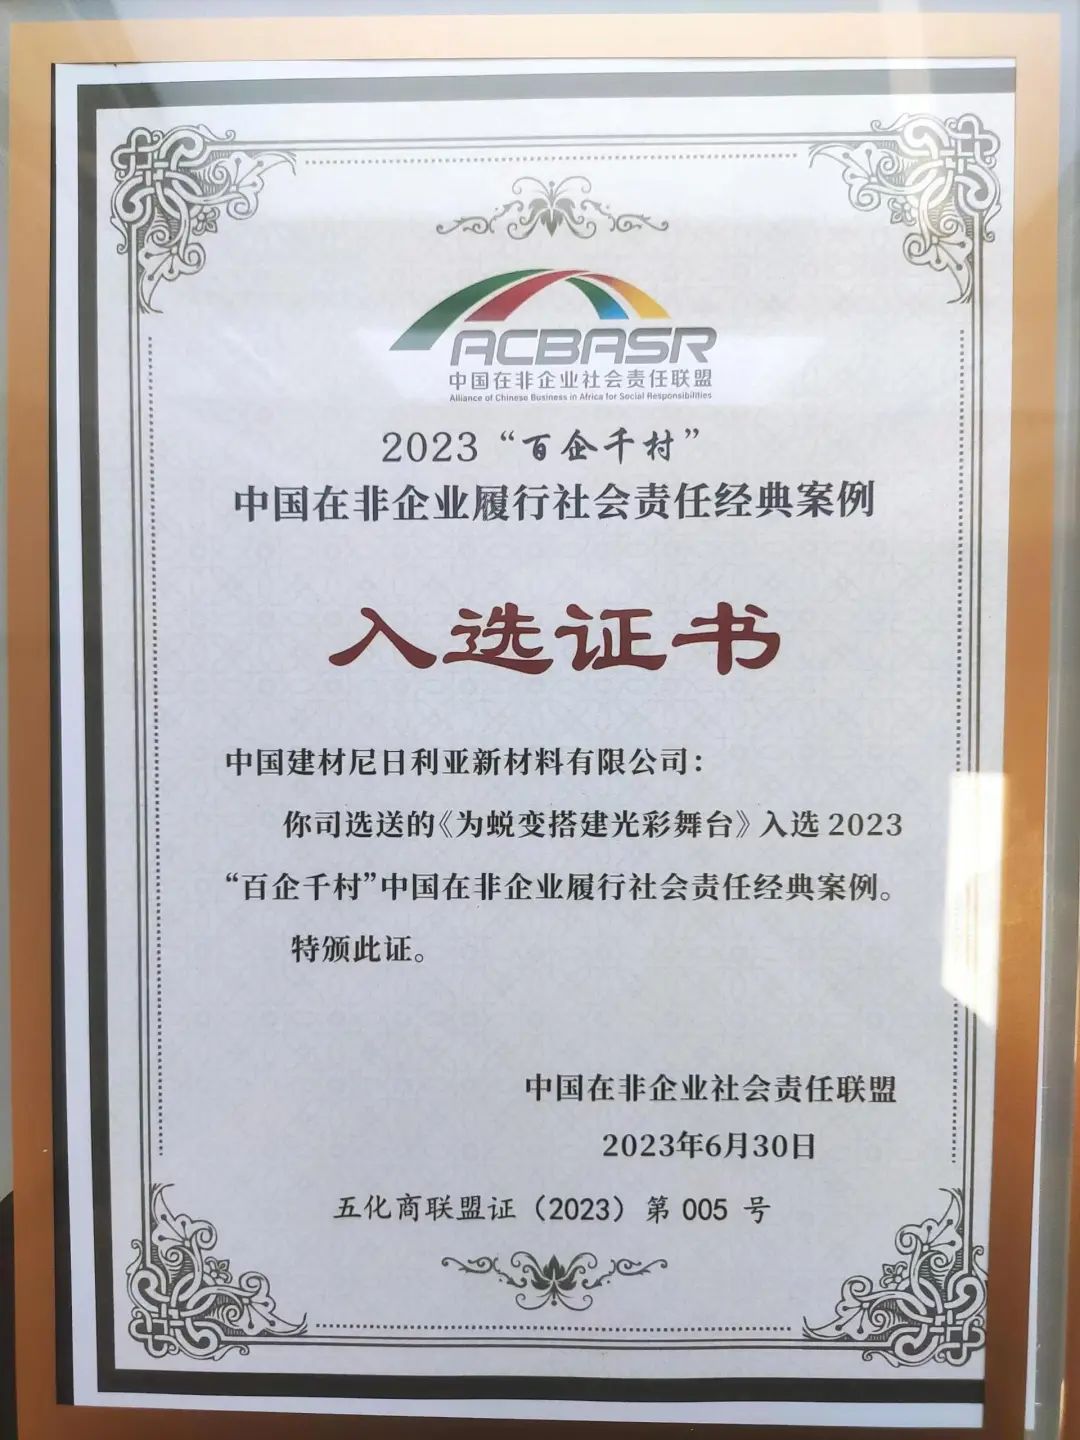 ACBASR
中国在非企业社会责任联盟
Alliance of Chinese Business in Africa for Social Responsibilities
2023“百企千村”
中国在非企业履行社会责任经典案例
入选证书
中国建材尼日利亚新材料有限公司：
你司选送的《为蜕变搭建光彩舞台》入选2023
“百企千村”中国在非企业履行社会责任经典案例。
特颁此证。
中国在非企业社会责任联盟
2023年6月30日
五化商联盟证（2023）第 005 号